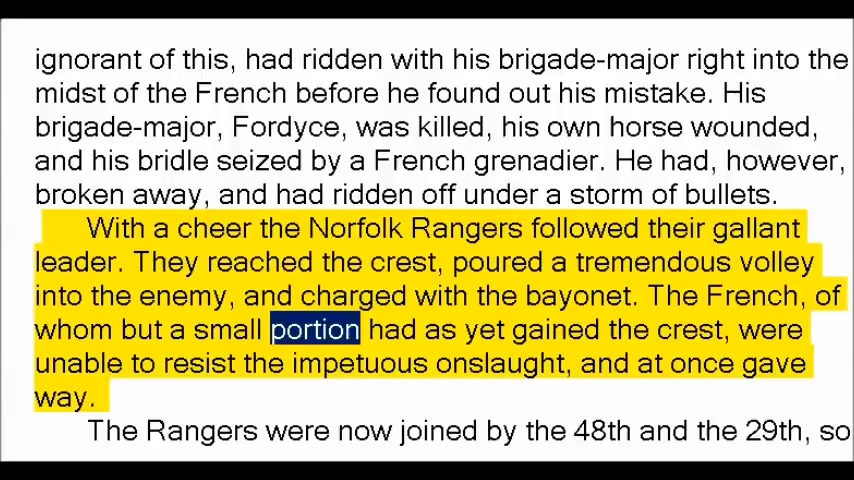 ignorant of this, had ridden with his brigade-major right into the
midst of the French before he found out his mistake. His
brigade-major, Fordyce, was killed, his own horse wounded,
and his bridle seized by a French grenadier. He had, however,
broken away, and had ridden off under a storm of bullets.
With a cheer the Norfolk Rangers followed their gallant
leader. They reached the crest, poured a tremendous volley
into the enemy, and charged with the bayonet. The French, of
whom but a small portion had as yet gained the crest, were
unable to resist the impetuous onslaught, and at once gave
way.
The Rangers were now joined by the 48th and the 29th, so